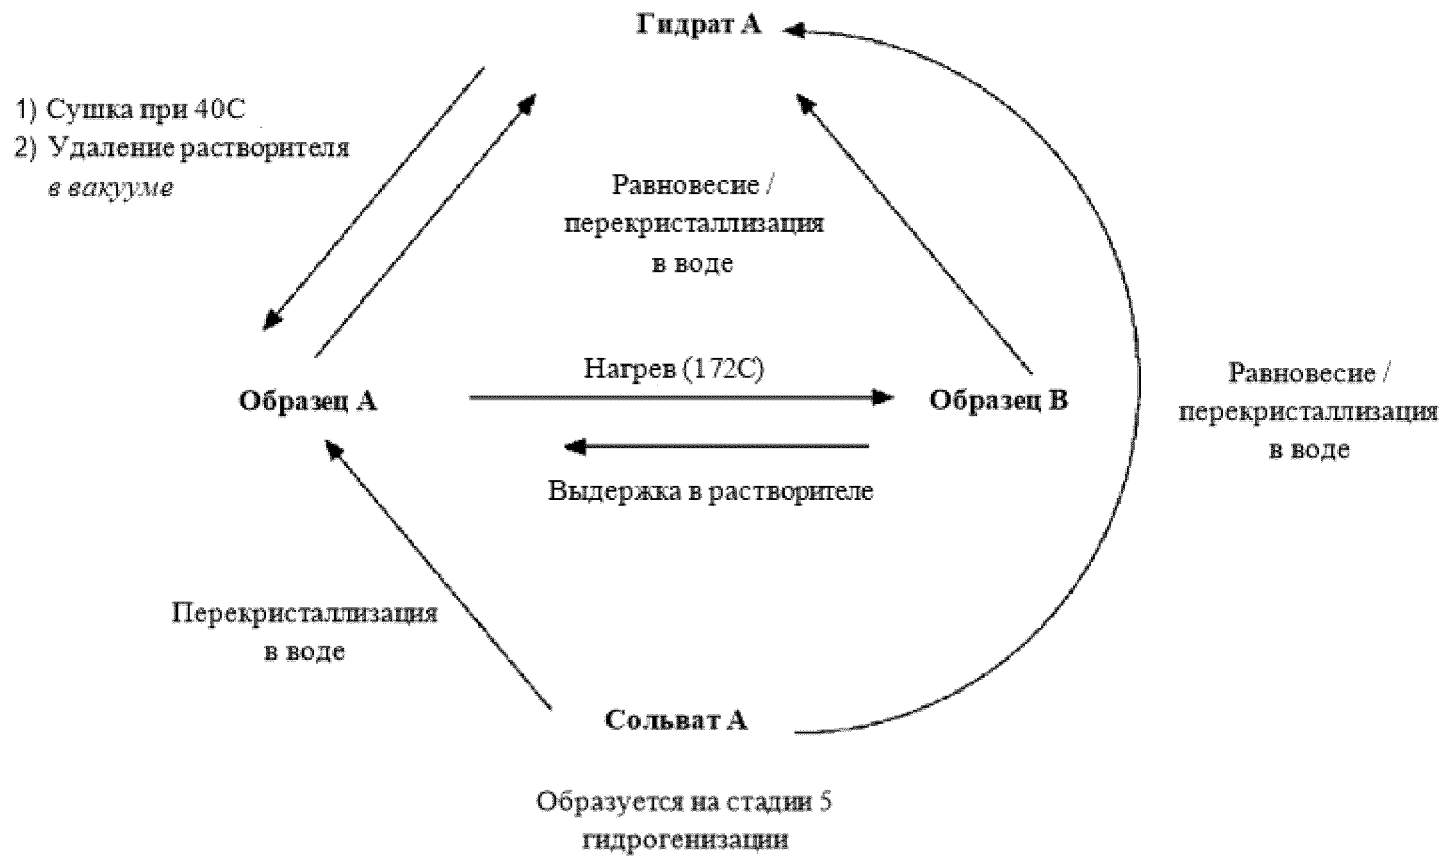 Гидрат А
1) Сушка при 40С
2) Удаление растворителя
в вакууме
Равновесие /
перекристаллизация
в воде
Нагрев (172С)
Образец А
Образец В
Выдержка в растворителе
Равновесие /
перекристаллизация
в воде
Перекристаллизация
в воде
Сольват А
Образуется на стадии 5
гидрогенизации